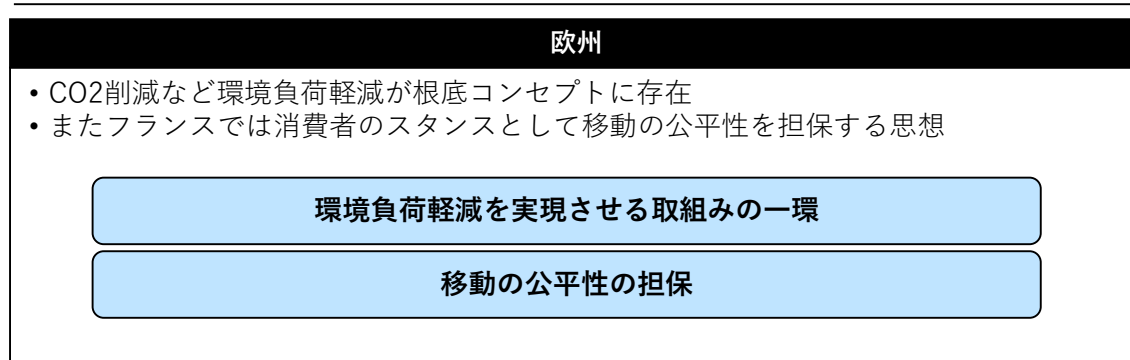 欧州
• CO2削減など環境負荷軽減が根底コンセプトに存在
• またフランスでは消費者のスタンスとして移動の公平性を担保する思想
環境負荷軽減を実現させる取組みの一環
移動の公平性の担保